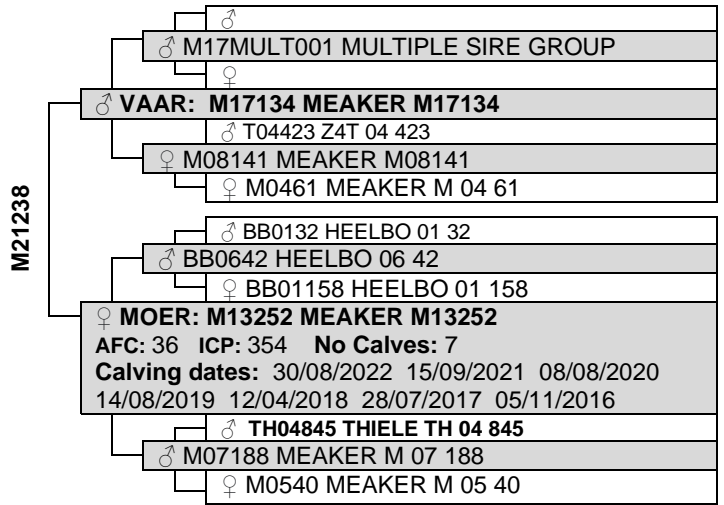 ♂
♂ M17MULT001 MULTIPLE SIRE GROUP
♀
♂ VAAR: M17134 MEAKER M17134
♂ T04423 Z4T 04 423
♀ M08141 MEAKER M08141
♀ M0461 MEAKER M 04 61
M21238
♂ BB0132 HEELBO 01 32
♂ BB0642 HEELBO 06 42
♀ BB01158 HEELBO 01 158
♀ MOER: M13252 MEAKER M13252
AFC: 36 ICP: 354 No Calves: 7
Calving dates: 30/08/2022 15/09/2021 08/08/2020
14/08/2019 12/04/2018 28/07/2017 05/11/2016
♂ TH04845 THIELE TH 04 845
♂ M07188 MEAKER M 07 188
♀ M0540 MEAKER M 05 40